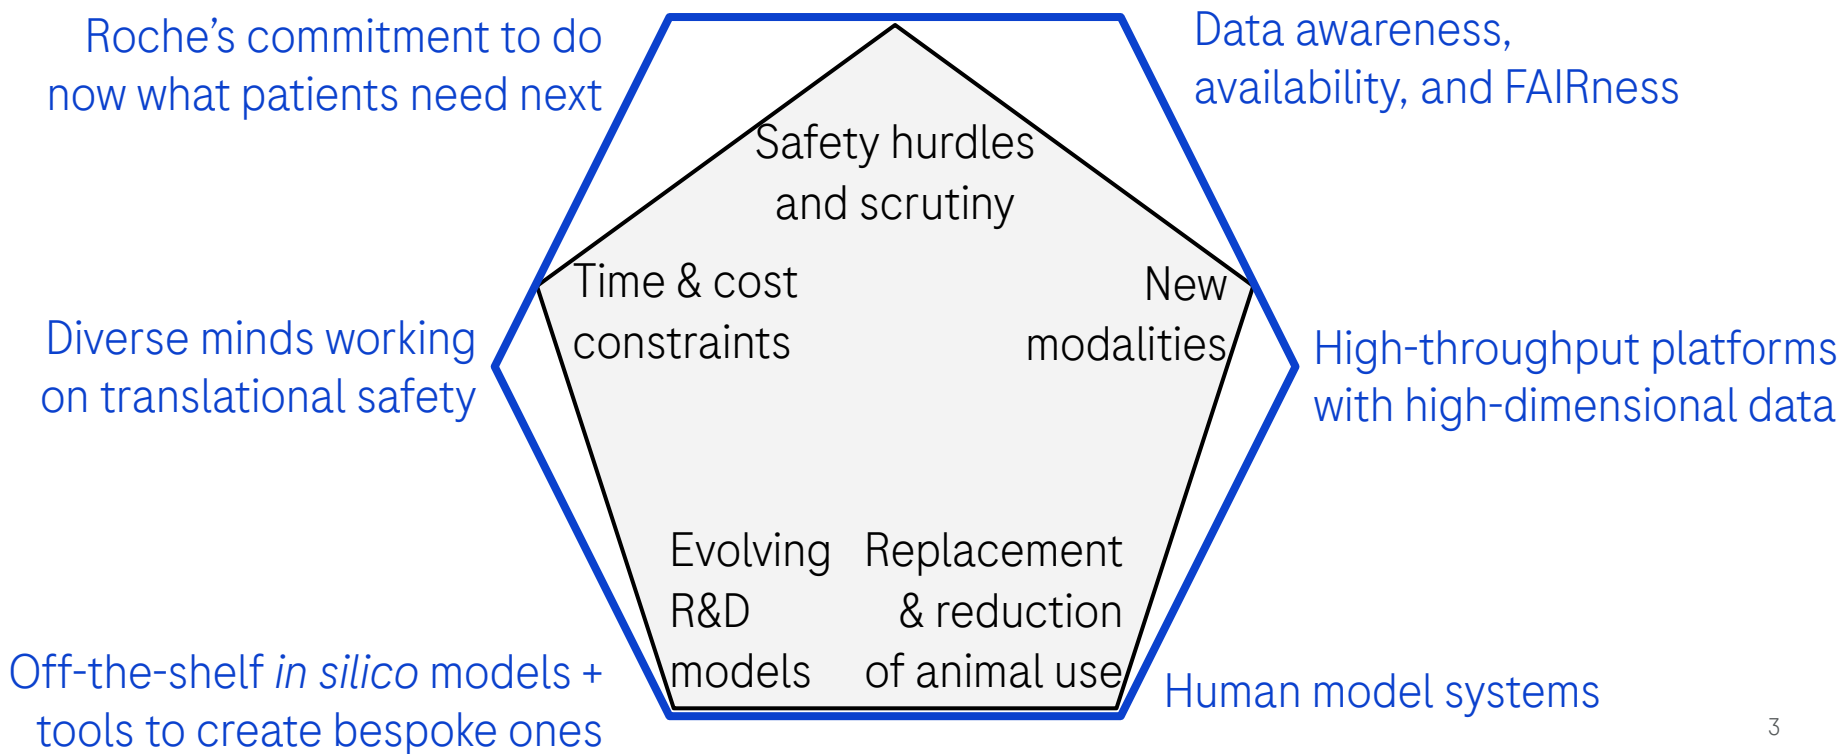 Roche’s commitment to do
now what patients need next
Data awareness,
availability, and FAIRness
Safety hurdles
and scrutiny
Time & cost
constraints
New
modalities
Diverse minds working
on translational safety
High-throughput platforms
with high-dimensional data
Evolving
R&D
models
Replacement
& reduction
of animal use
Off-the-shelf in silico models +
tools to create bespoke ones
Human model systems
3